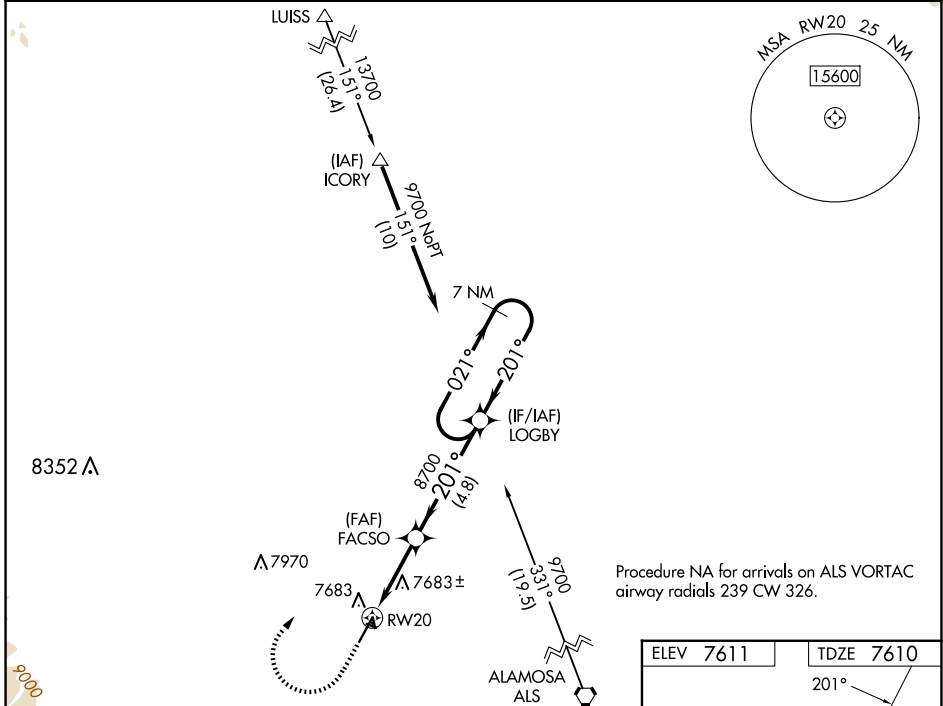 LUISS
13700
151°
(26.4)
MSA RW20 25 NM
15600
(IAF)
ICORY
9700 NoPT
151°
(10)
7 NM
021°
201°
(IF/IAF)
LOGBY
8352
8700
201°
(4.8)
(FAF)
FACSO
7970
7683
7683±
RW20
9700
331°
(19.5)
Procedure NA for arrivals on ALS VORTAC
airway radials 239 CW 326.
ALAMOSA
ALS
9000
ELEV 7611
TDZE 7610
201°